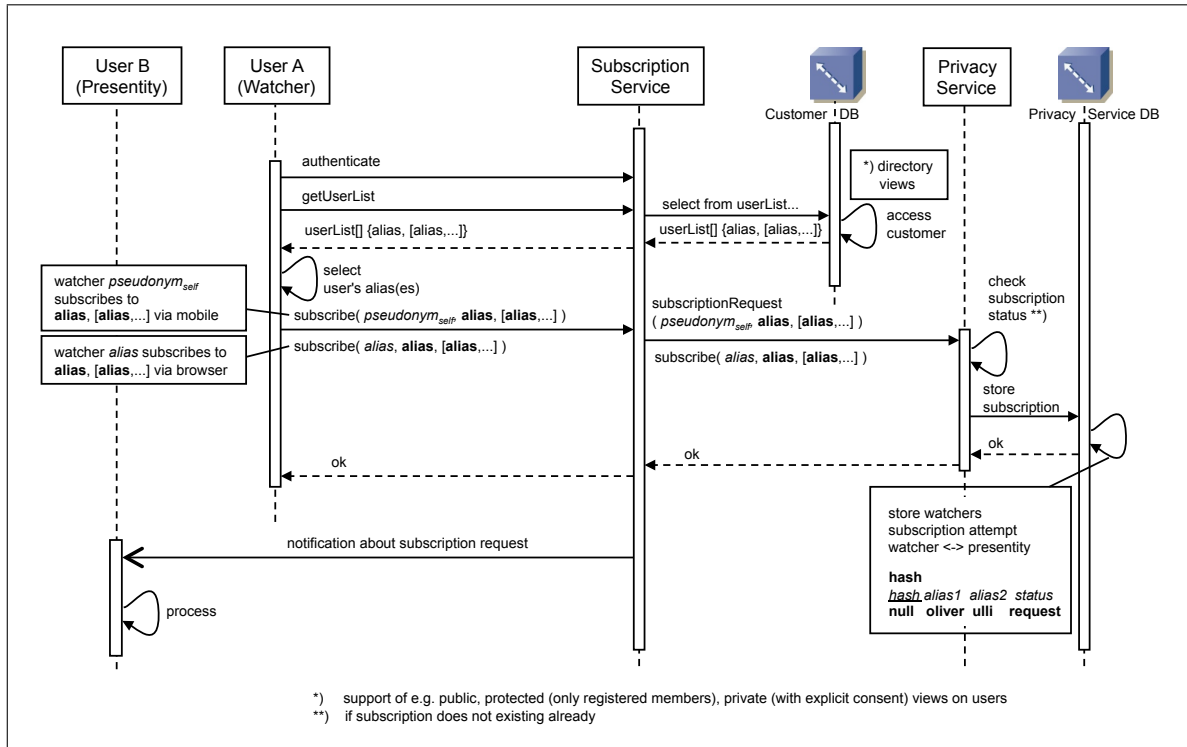 User B
(Presentity)
User A
(Watcher)
Subscription
Service
Customer DB
Privacy
Service
Privacy Service DB
authenticate
*) directory
views
getUserList
select from userList...
access
customer
userList[] {alias, [alias,...]}
userList[] {alias, [alias,...]}
select
user's alias(es)
watcher pseudonym_self
subscribes to
alias, [alias,...] via mobile
subscribe( pseudonym_self, alias, [alias,...] )
subscriptionRequest
( pseudonym_self, alias, [alias,...] )
check
subscription
status **)
watcher alias subscribes to
alias, [alias,...] via browser
subscribe( alias, alias, [alias,...] )
subscribe( alias, alias, [alias,...] )
store
subscription
ok
ok
ok
store watchers
subscription attempt
watcher <-> presentity
hash
hash alias1 alias2 status
null oliver ulli request
notification about subscription request
process
*) support of e.g. public, protected (only registered members), private (with explicit consent) views on users
**) if subscription does not existing already